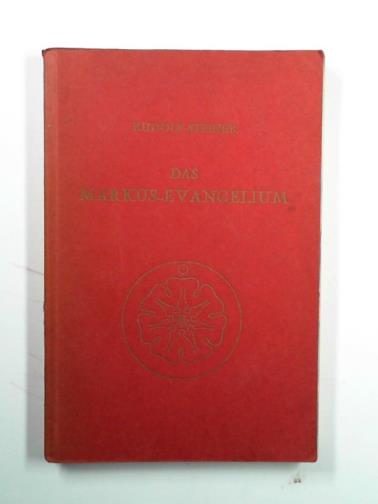 RUDOLF STEINER
DAS
MARKUS-EVANGELIUM